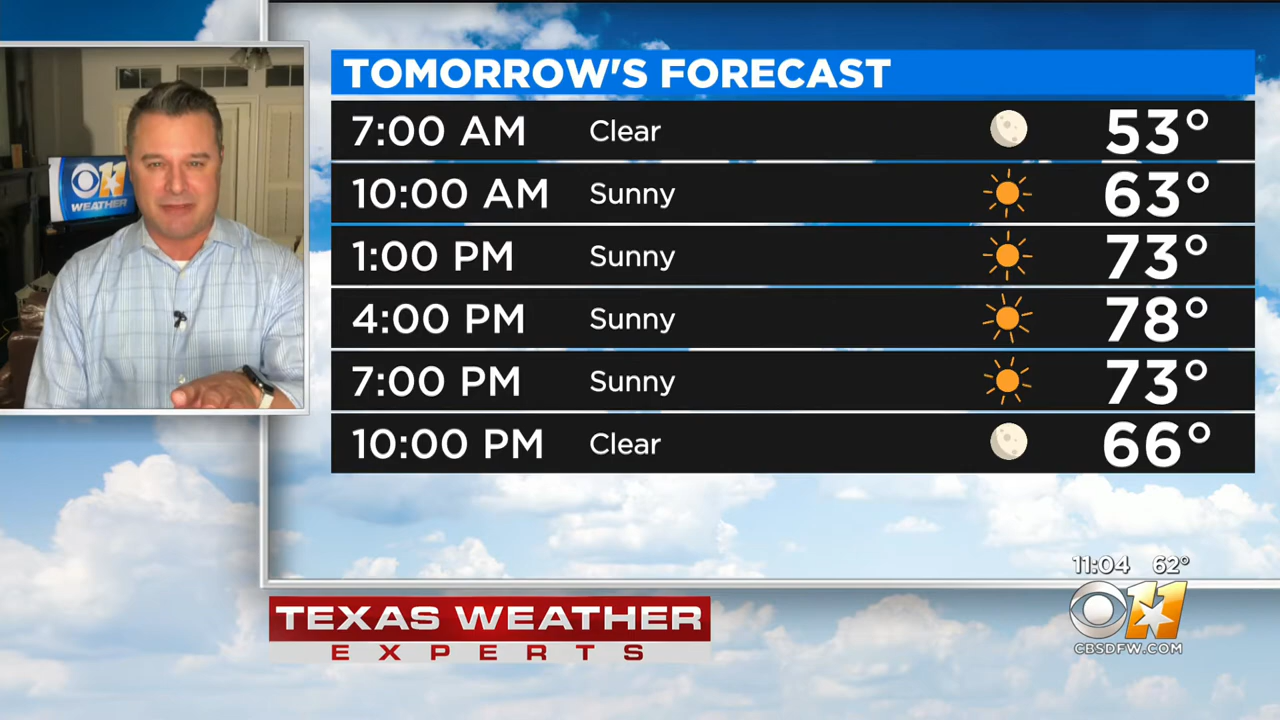 TOMORROW'S FORECAST
7:00 AM Clear 53°
10:00 AM Sunny 63°
1:00 PM Sunny 73°
4:00 PM Sunny 78°
7:00 PM Sunny 73°
10:00 PM Clear 66°
11
WEATHER
11:04 62°
11
CBSDFW.COM
TEXAS WEATHER
EXPERTS